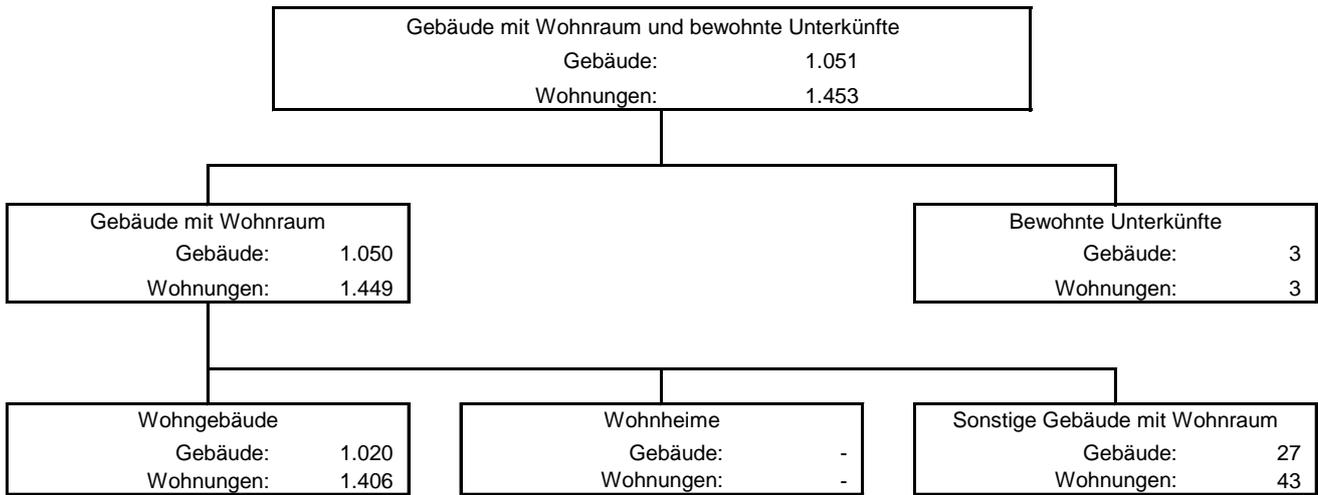 Gebäude mit Wohnraum und bewohnte Unterkünfte
Gebäude: 1.051
Wohnungen: 1.453
Gebäude mit Wohnraum
Gebäude: 1.050
Wohnungen: 1.449
Bewohnte Unterkünfte
Gebäude: 3
Wohnungen: 3
Wohngebäude
Gebäude: 1.020
Wohnungen: 1.406
Wohnheime
Gebäude: -
Wohnungen: -
Sonstige Gebäude mit Wohnraum
Gebäude: 27
Wohnungen: 43